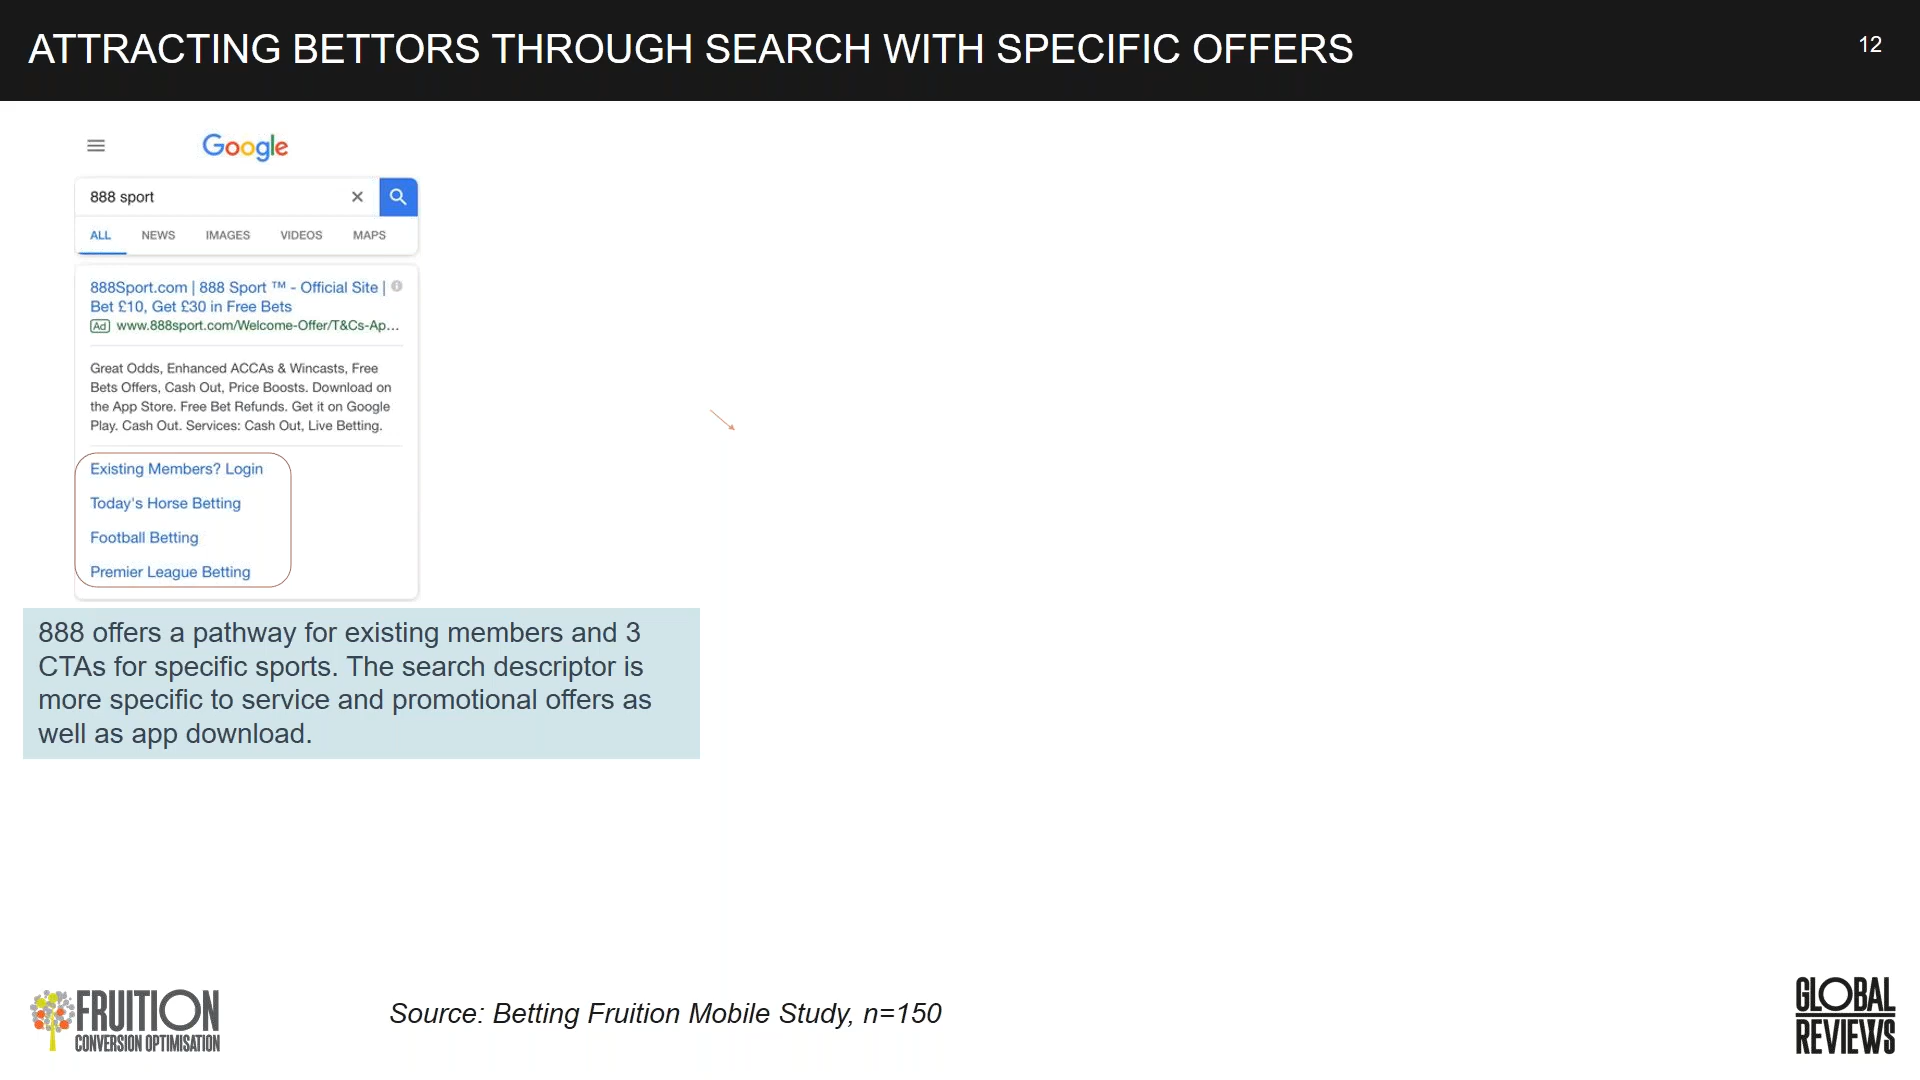 ATTRACTING BETTORS THROUGH SEARCH WITH SPECIFIC OFFERS
12
Google
888 sport
ALL NEWS IMAGES VIDEOS MAPS
888Sport.com | 888 Sport ™ - Official Site |
Bet £10, Get £30 in Free Bets
Ad www.888sport.com/Welcome-Offer/T&Cs-Ap...
Great Odds, Enhanced ACCAs & Wincasts, Free
Bets Offers, Cash Out, Price Boosts. Download on
the App Store. Free Bet Refunds. Get it on Google
Play. Cash Out. Services: Cash Out, Live Betting.
Existing Members? Login
Today's Horse Betting
Football Betting
Premier League Betting
888 offers a pathway for existing members and 3
CTAs for specific sports. The search descriptor is
more specific to service and promotional offers as
well as app download.
FRUITION
CONVERSION OPTIMISATION
Source: Betting Fruition Mobile Study, n=150
GLOBAL
REVIEWS